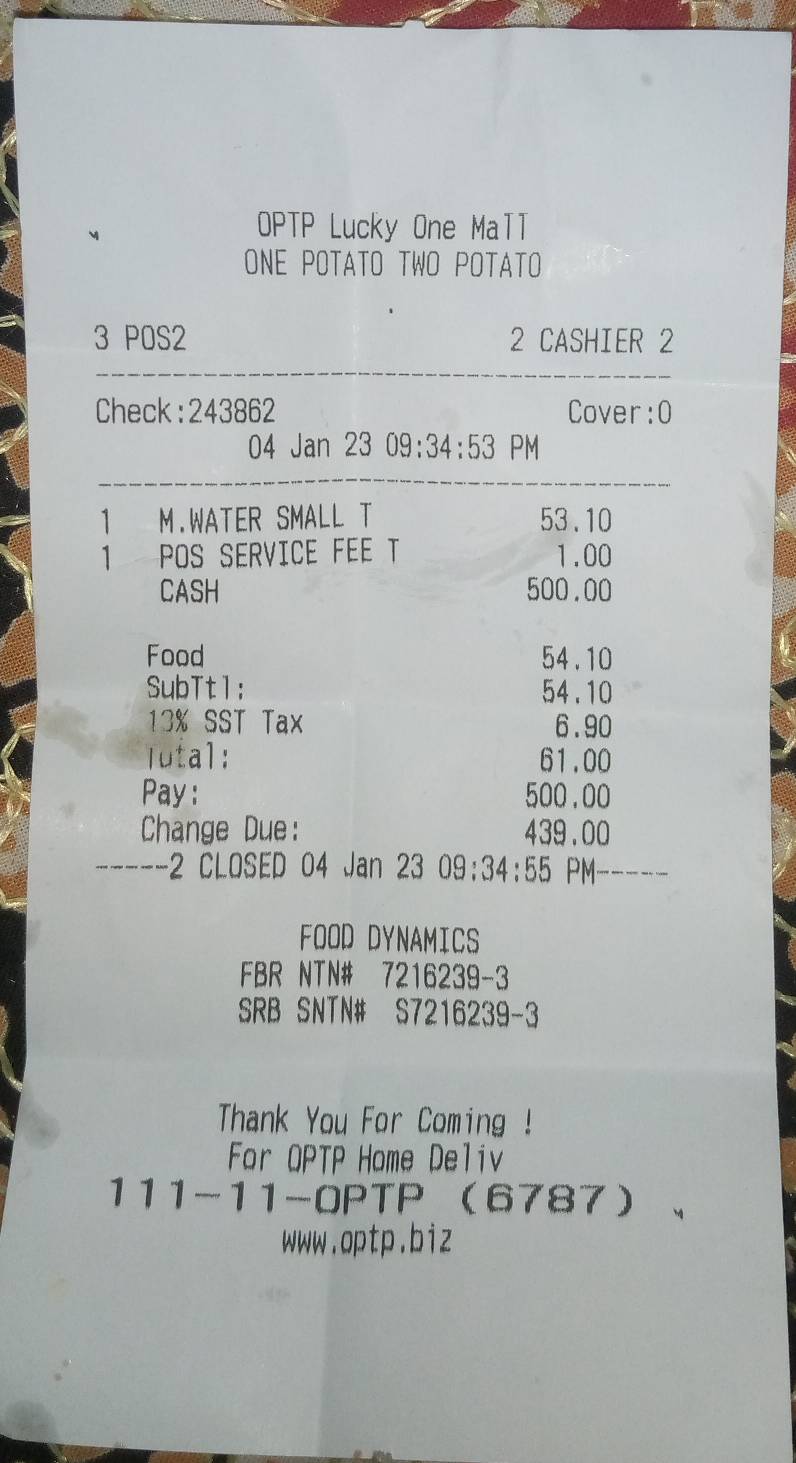 OPTP Lucky One Mall
ONE POTATO TWO POTATO
3 POS2 2 CASHIER 2
--------------------------------------
Check:243862 Cover:0
04 Jan 23 09:34:53 PM
--------------------------------------
1 M.WATER SMALL T 53.10
1 POS SERVICE FEE T 1.00
CASH 500.00
Food 54.10
SubTtl: 54.10
13% SST Tax 6.90
Total: 61.00
Pay: 500.00
Change Due: 439.00
-----2 CLOSED 04 Jan 23 09:34:55 PM-----
FOOD DYNAMICS
FBR NTN# 7216239-3
SRB SNTN# S7216239-3
Thank You For Coming !
For OPTP Home Deliv
111-11-OPTP (6787)
www.optp.biz